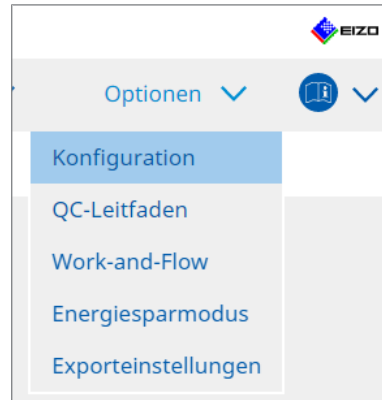 EIZO
Optionen
Konfiguration
QC-Leitfaden
Work-and-Flow
Energiesparmodus
Exporteinstellungen